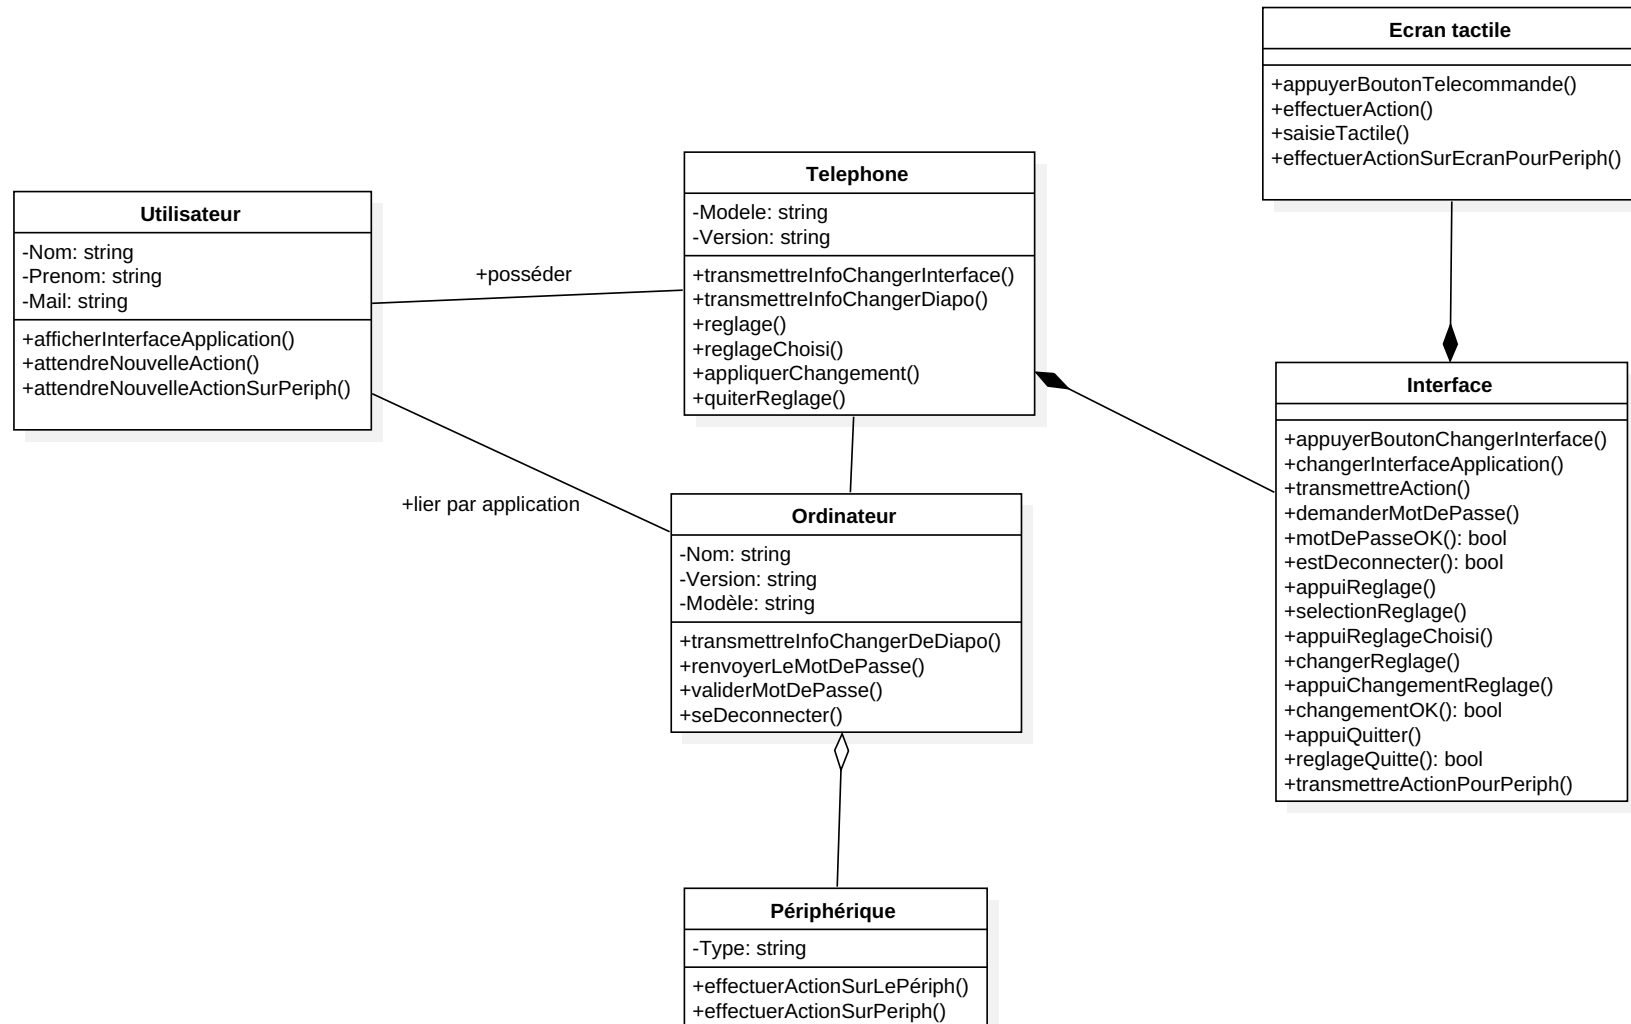 Ecran tactile
+appuyerBoutonTelecommande()
+effectuerAction()
+saisieTactile()
+effectuerActionSurEcranPourPeriph()
Telephone
-Modele: string
-Version: string
+transmettreInfoChangerInterface()
+transmettreInfoChangerDiapo()
+reglage()
+reglageChoisi()
+appliquerChangement()
+quiterReglage()
Utilisateur
-Nom: string
-Prenom: string
-Mail: string
+afficherInterfaceApplication()
+attendreNouvelleAction()
+attendreNouvelleActionSurPeriph()
+posséder
+lier par application
Interface
+appuyerBoutonChangerInterface()
+changerInterfaceApplication()
+transmettreAction()
+demanderMotDePasse()
+motDePasseOK(): bool
+estDeconnecter(): bool
+appuiReglage()
+selectionReglage()
+appuiReglageChoisi()
+changerReglage()
+appuiChangementReglage()
+changementOK(): bool
+appuiQuitter()
+reglageQuitte(): bool
+transmettreActionPourPeriph()
Ordinateur
-Nom: string
-Version: string
-Modèle: string
+transmettreInfoChangerDeDiapo()
+renvoyerLeMotDePasse()
+validerMotDePasse()
+seDeconnecter()
Périphérique
-Type: string
+effectuerActionSurLePériph()
+effectuerActionSurPeriph()